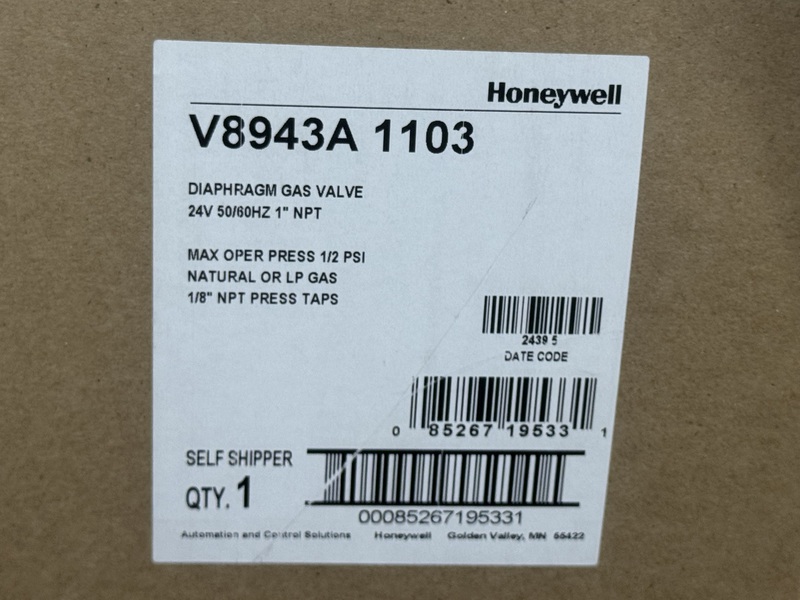 Honeywell
V8943A 1103
DIAPHRAGM GAS VALVE
24V 50/60HZ 1" NPT
MAX OPER PRESS 1/2 PSI
NATURAL OR LP GAS
1/8" NPT PRESS TAPS
2439 5
DATE CODE
0 85267 19533 1
SELF SHIPPER
QTY. 1
00085267195331
Automation and Control Solutions Honeywell Golden Valley, MN 55422